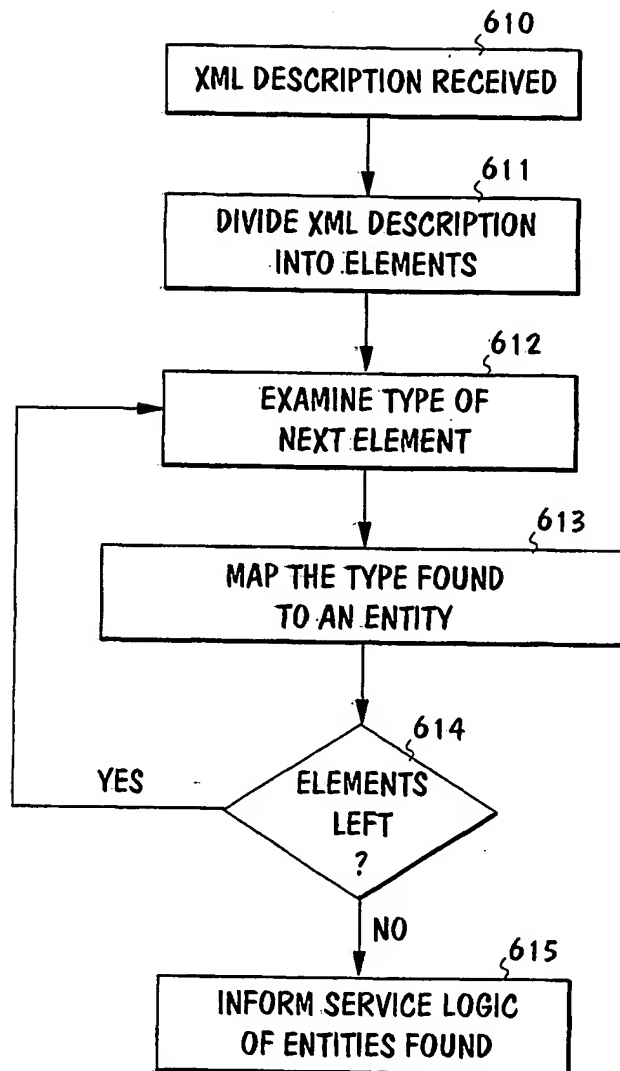 610
XML DESCRIPTION RECEIVED
611
DIVIDE XML DESCRIPTION
INTO ELEMENTS
612
EXAMINE TYPE OF
NEXT ELEMENT
613
MAP THE TYPE FOUND
TO AN ENTITY
614
YES
ELEMENTS
LEFT
?
NO
615
INFORM SERVICE LOGIC
OF ENTITIES FOUND